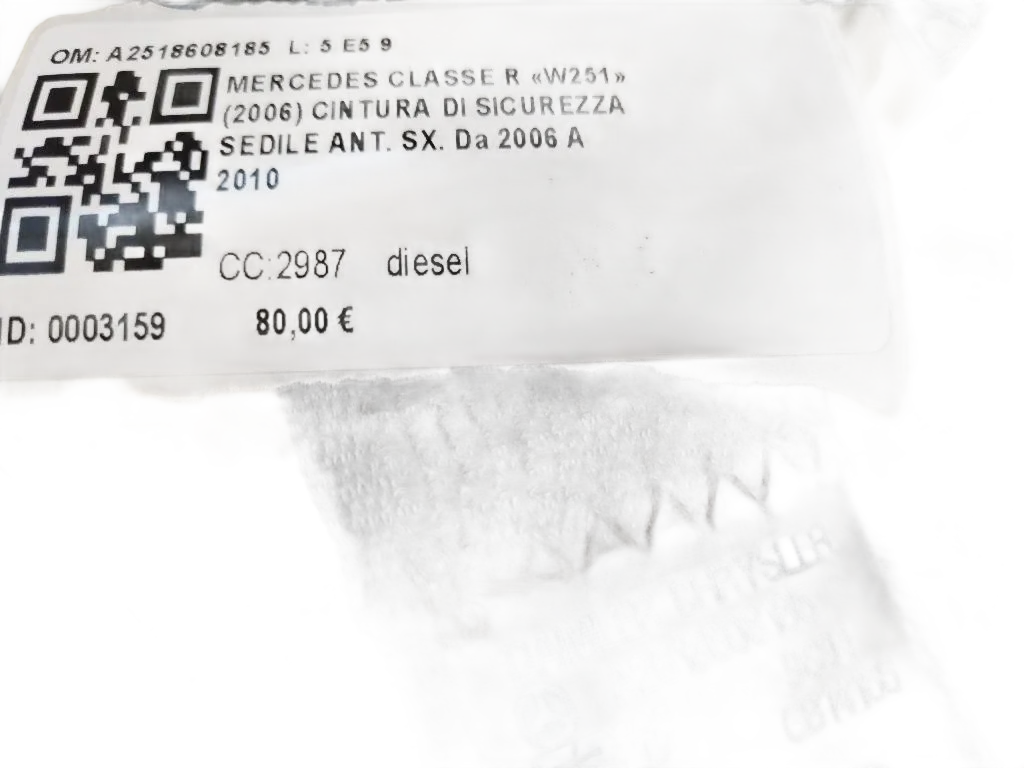 OM: A2518608185 L: 5 E5 9
MERCEDES CLASSE R «W251»
(2006) CINTURA DI SICUREZZA
SEDILE ANT. SX. Da 2006 A
2010
CC:2987 diesel
ID: 0003159 80,00 €